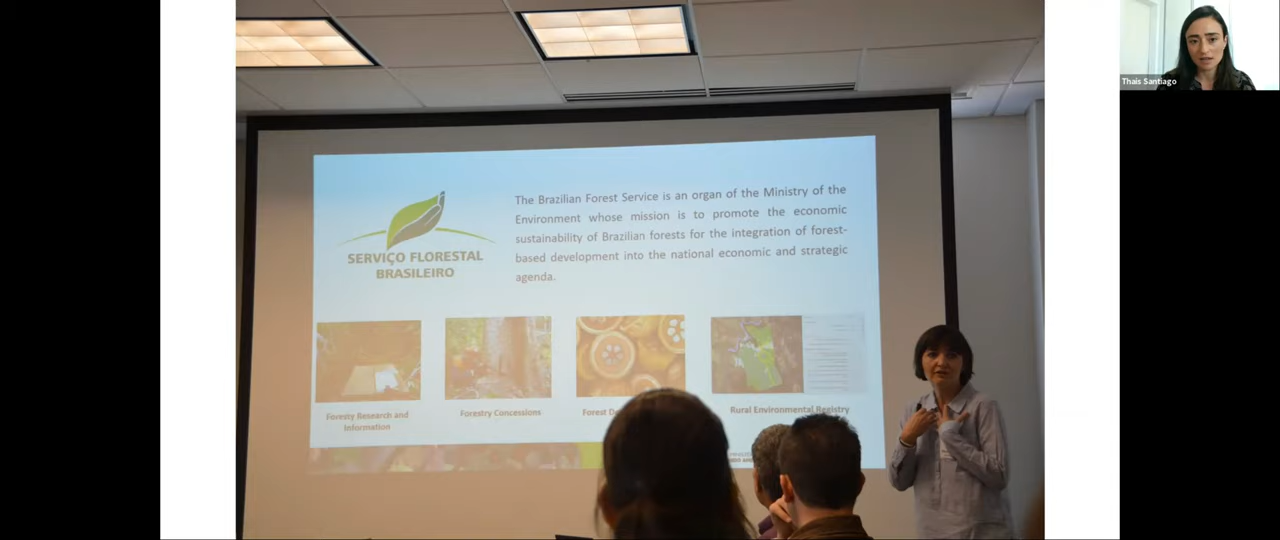 Thais Santiago
SERVIÇO FLORESTAL
BRASILEIRO
The Brazilian Forest Service is an organ of the Ministry of the
Environment whose mission is to promote the economic
sustainability of Brazilian forests for the integration of forest-
based development into the national economic and strategic
agenda.
Foresty Research and
Information
Forestry Concessions
Forest
Rural Environmental Registry